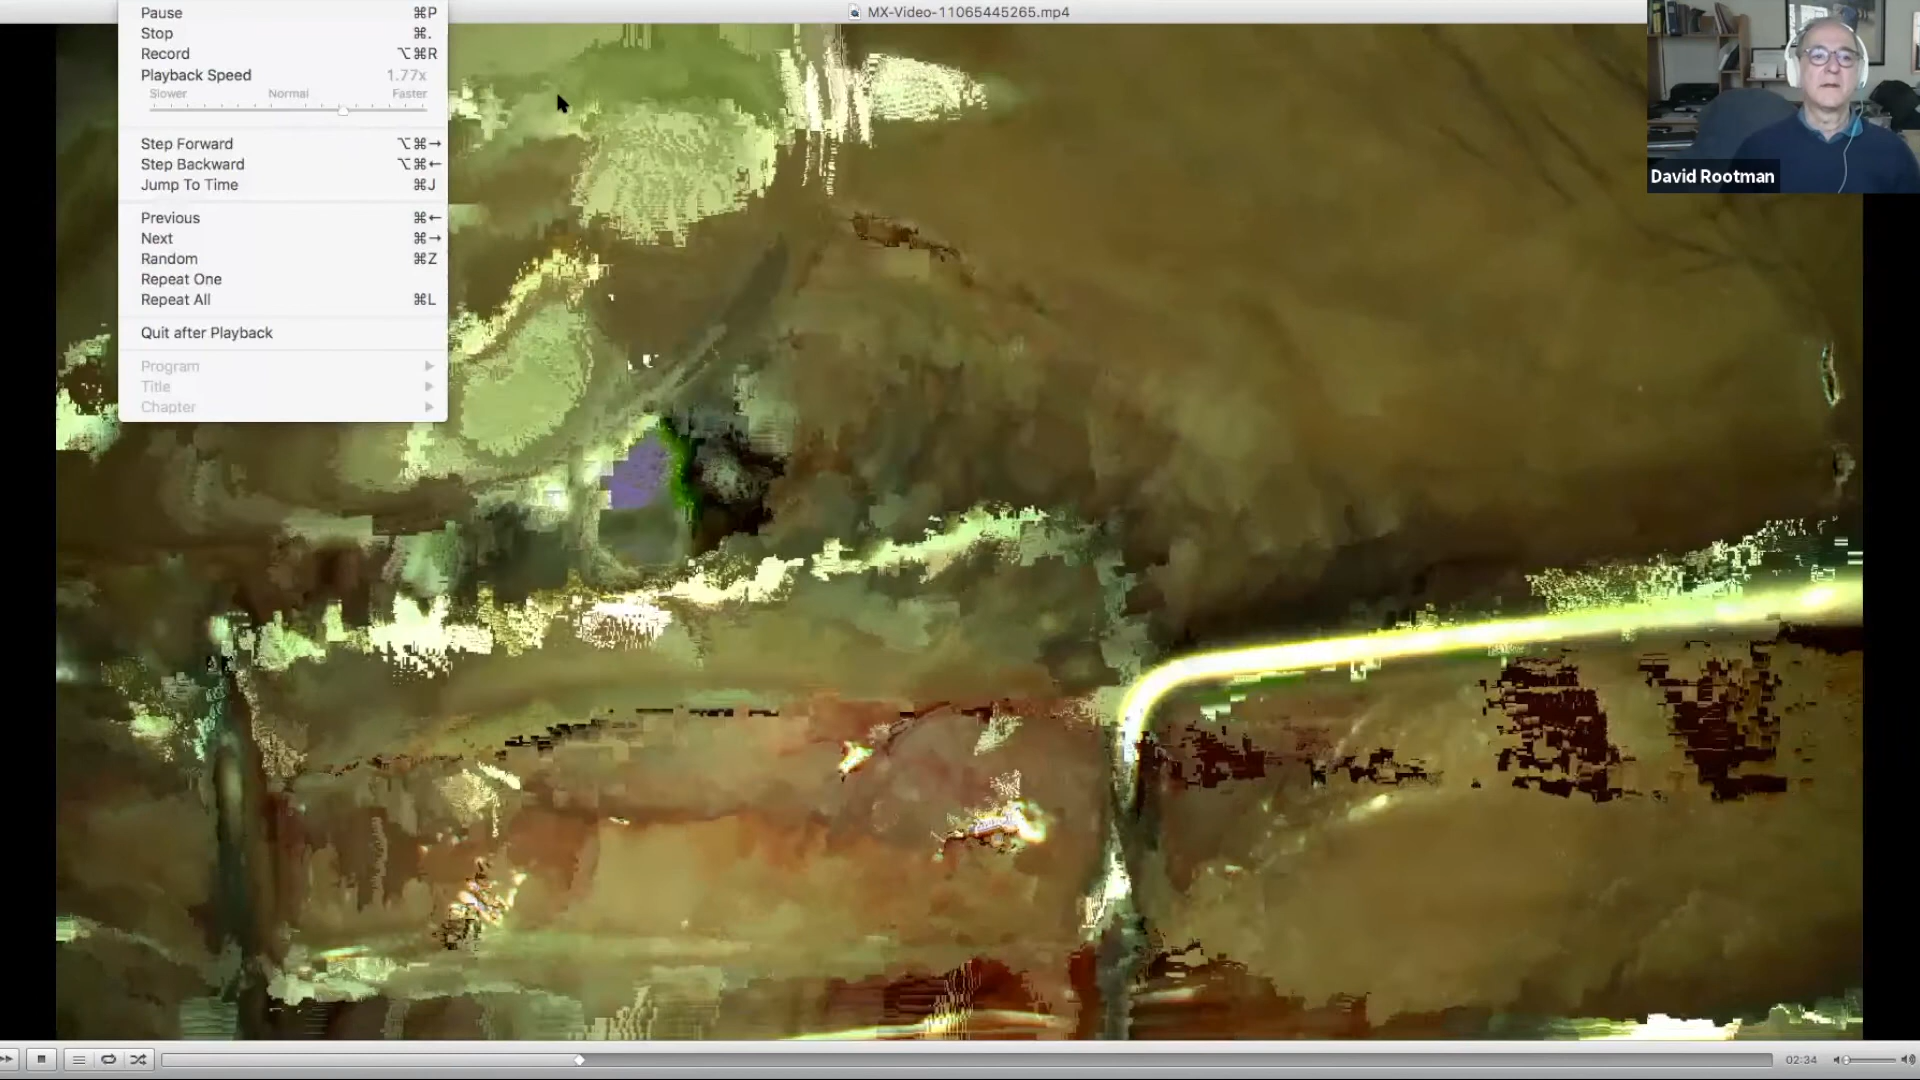 Pause ⌘P
MX-Video-11065445265.mp4
Stop ⌘.
Record ⌥⌘R
Playback Speed 1.77x
Slower Normal Faster
Step Forward ⌥⌘→
Step Backward ⌥⌘←
Jump To Time ⌘J
David Rootman
Previous ⌘←
Next ⌘→
Random ⌘Z
Repeat One
Repeat All ⌘L
Quit after Playback
Program
Title
Chapter
02:34